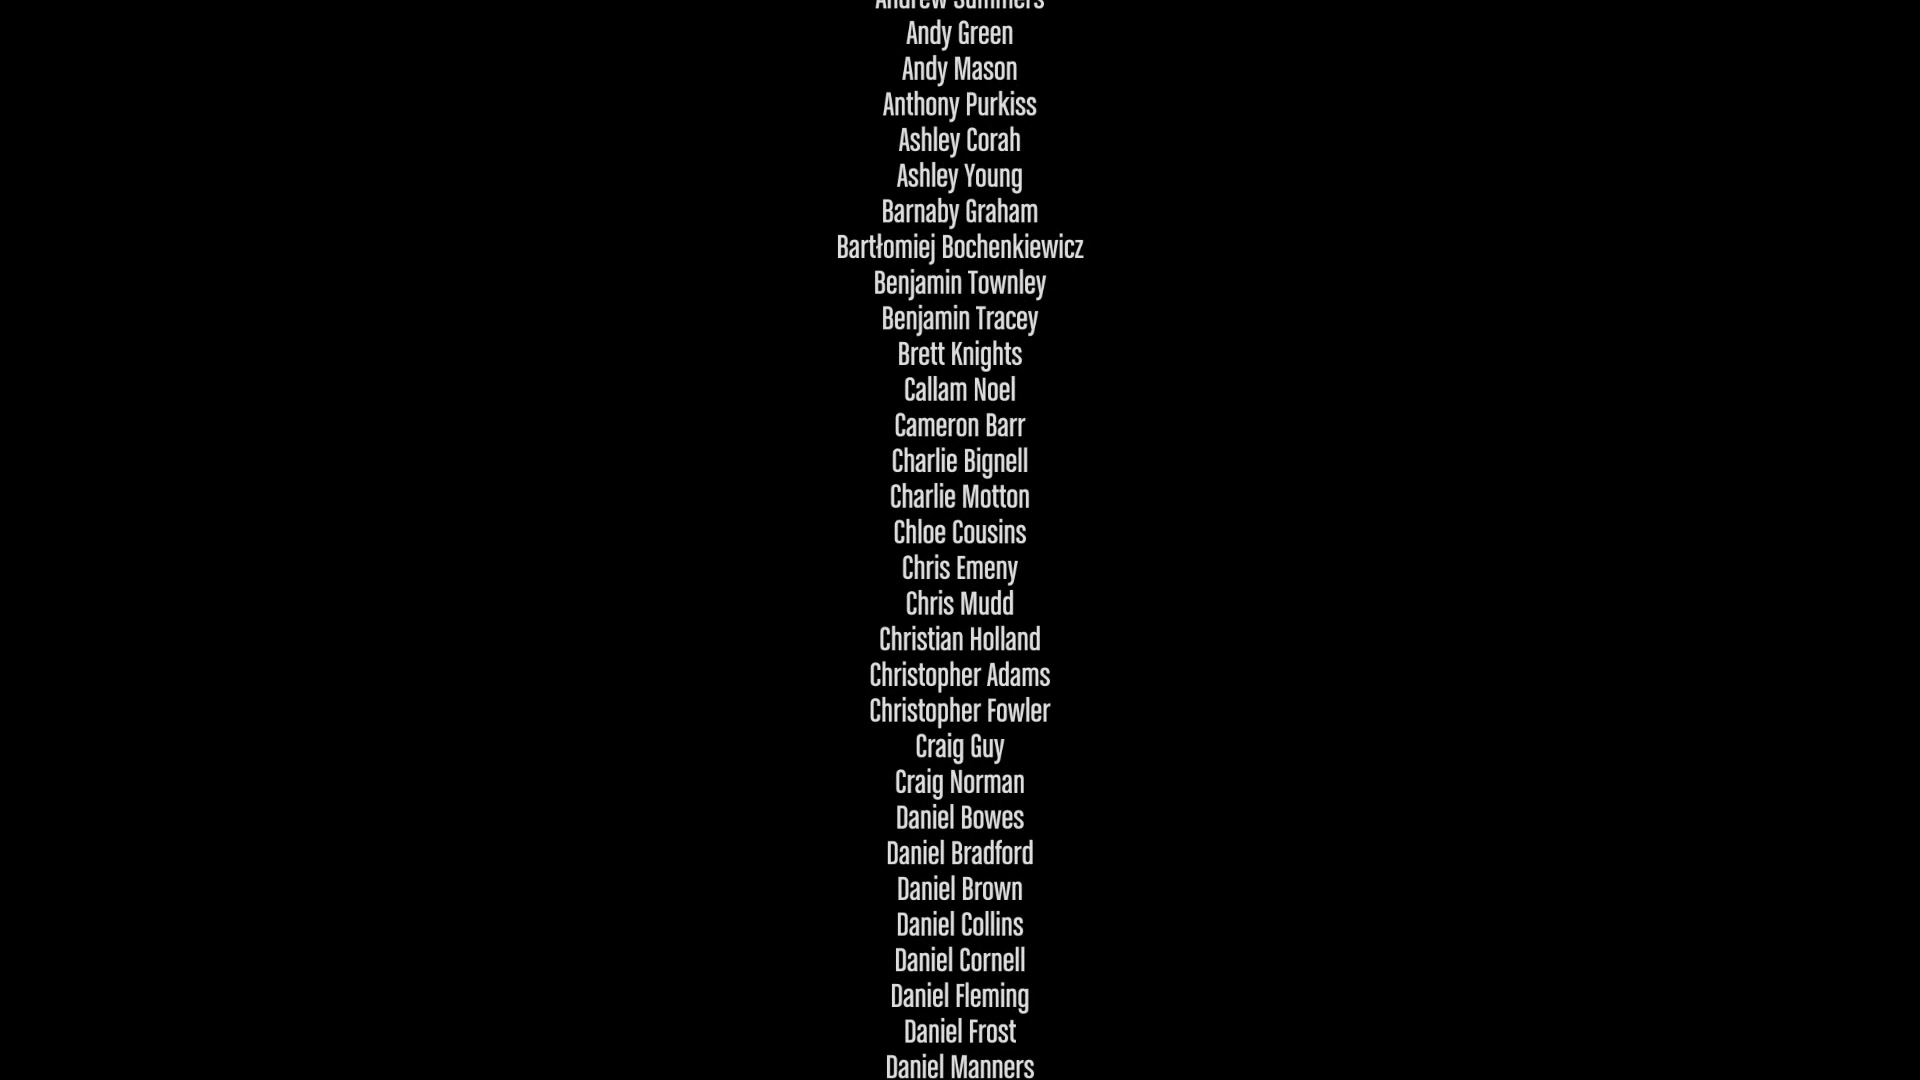 Andrew Summers
Andy Green
Andy Mason
Anthony Purkiss
Ashley Corah
Ashley Young
Barnaby Graham
Bartłomiej Bochenkiewicz
Benjamin Townley
Benjamin Tracey
Brett Knights
Callam Noel
Cameron Barr
Charlie Bignell
Charlie Motton
Chloe Cousins
Chris Emeny
Chris Mudd
Christian Holland
Christopher Adams
Christopher Fowler
Craig Guy
Craig Norman
Daniel Bowes
Daniel Bradford
Daniel Brown
Daniel Collins
Daniel Cornell
Daniel Fleming
Daniel Frost
Daniel Manners